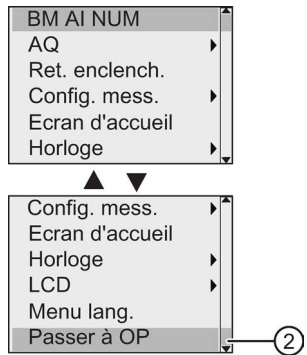 BM AI NUM
AQ
Ret. enclench.
Config. mess.
Ecran d'accueil
Horloge
Config. mess.
Ecran d'accueil
Horloge
LCD
Menu lang.
Passer à OP
2